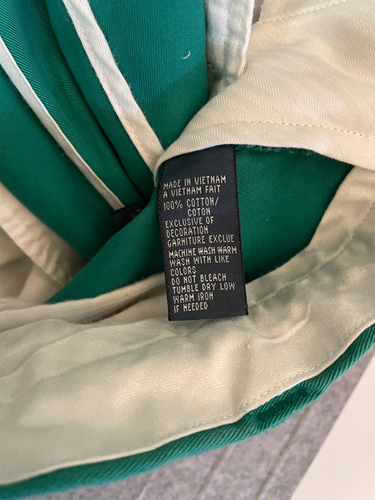 MADE IN VIETNAM
A VIETNAM FAIT
100% COTTON/
COTON
EXCLUSIVE OF
DECORATION
GARNITURE EXCLUE
MACHINE WASH WARM
WASH WITH LIKE
COLORS
DO NOT BLEACH
TUMBLE DRY LOW
WARM IRON
IF NEEDED